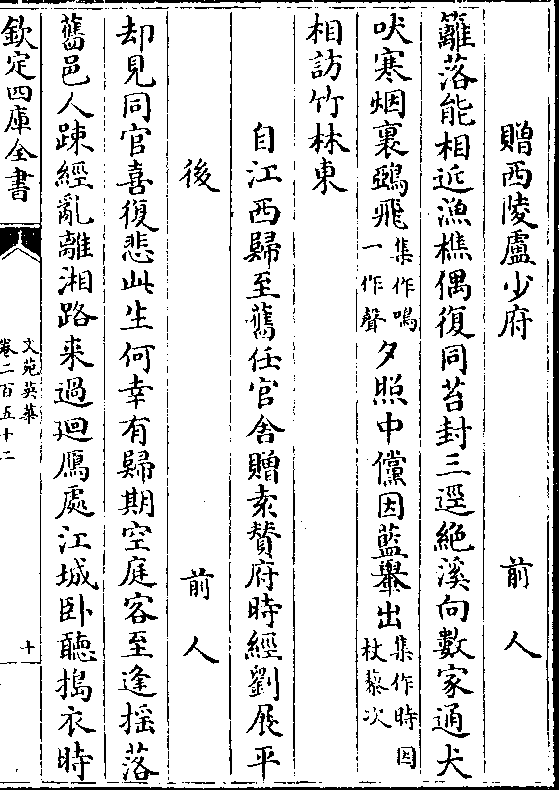 贈西陵盧少府　前人
籬落能相近漁樵偶復同苔封三逕絶溪向數家通犬
吠寒烟裏鵶飛集作鳴一作聲夕照中儻因藍轝出集作時因杖藜次
相訪竹林東
自江西歸至舊任官舍贈袁賛府時經劉展平
後　前人
却見同官喜復悲此生何幸有歸期空庭客至逢揺落
舊邑人踈經亂離湘路来過廻鴈處江城卧聽搗衣時
欽定四庫全書
文苑英華
卷二百五十二
十